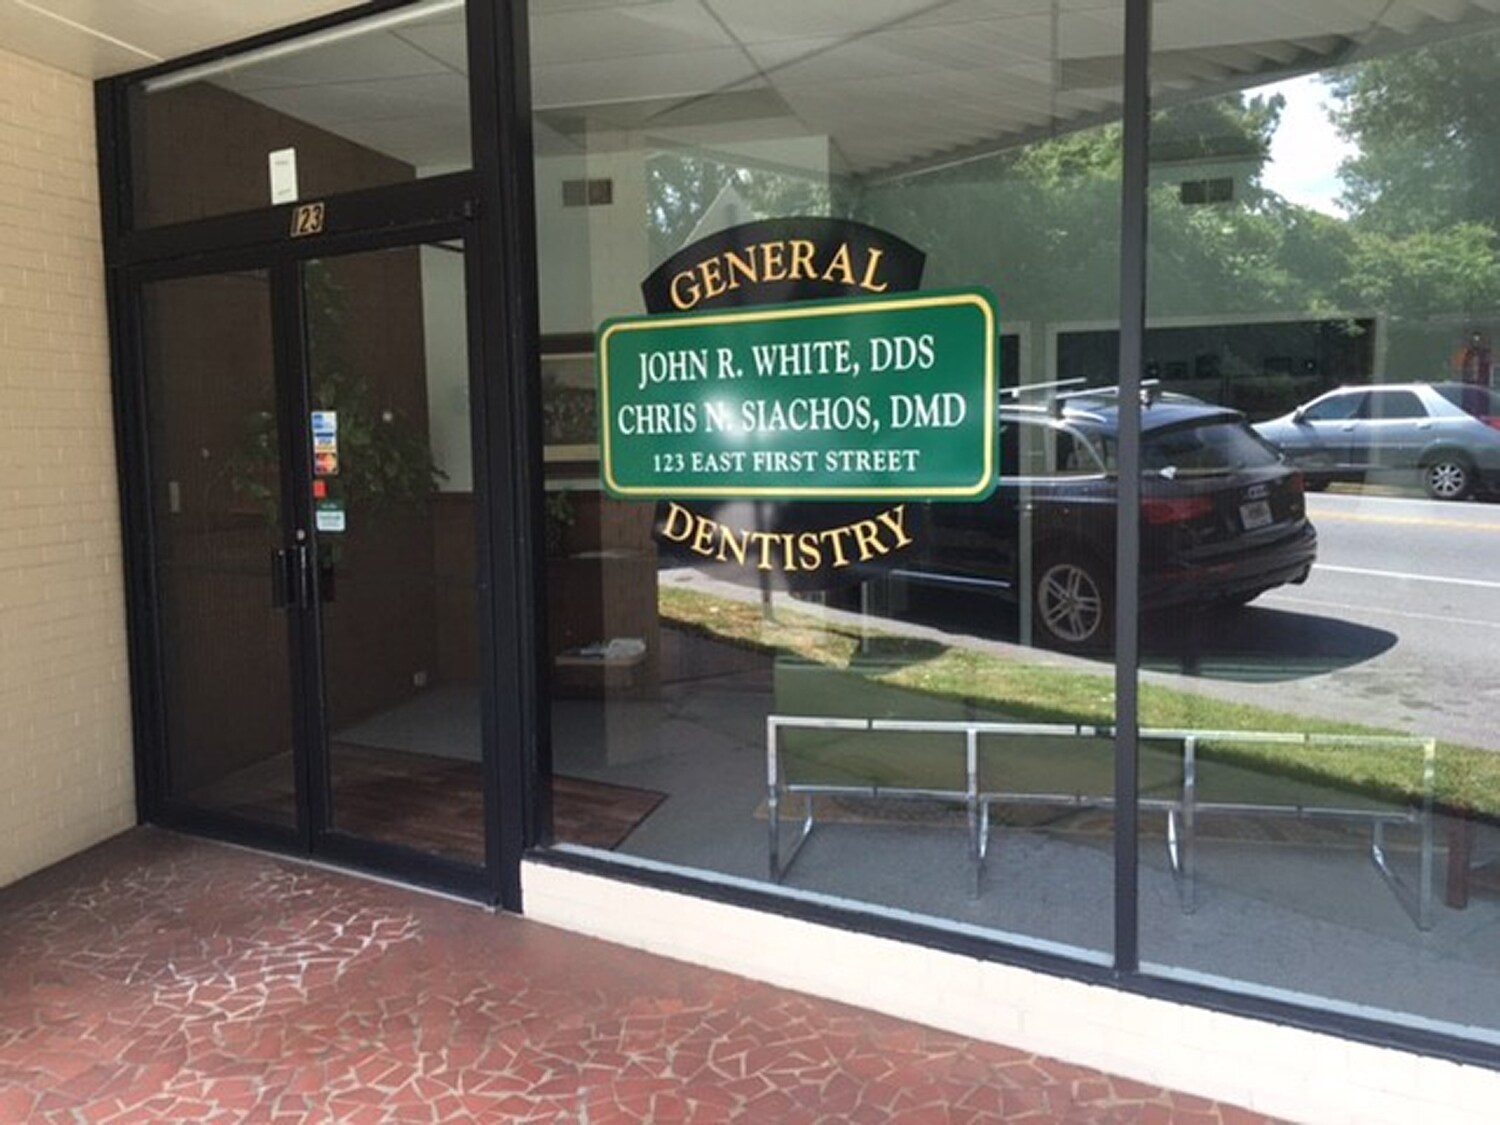 123
GENERAL
JOHN R. WHITE, DDS
CHRIS N. SIACHOS, DMD
123 EAST FIRST STREET
DENTISTRY